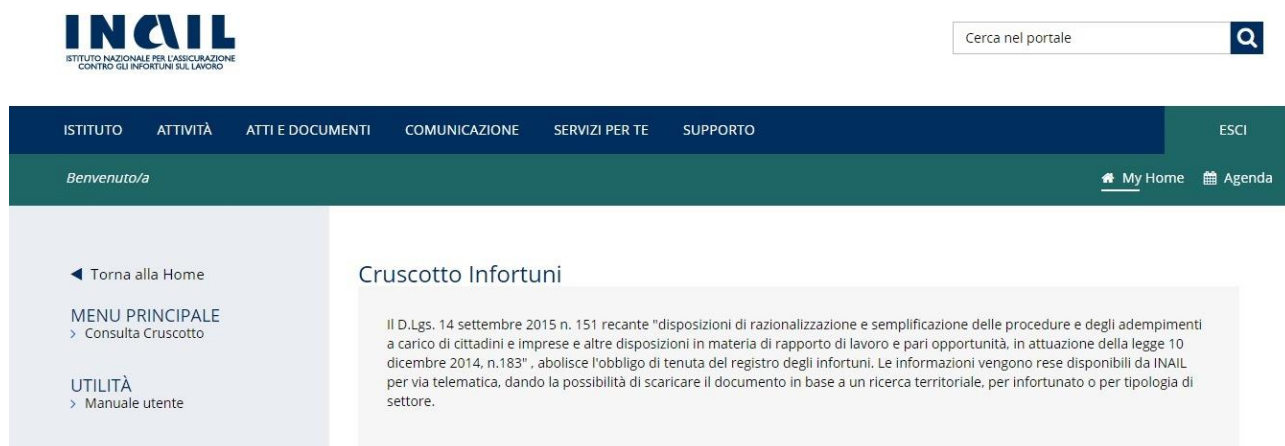 INAIL
ISTITUTO NAZIONALE PER L'ASSICURAZIONE
CONTRO GLI INFORTUNI SUL LAVORO
Cerca nel portale
ISTITUTO ATTIVITÀ ATTI E DOCUMENTI COMUNICAZIONE SERVIZI PER TE SUPPORTO ESCI
Benvenuto/a My Home Agenda
Torna alla Home
MENU PRINCIPALE
> Consulta Cruscotto
UTILITÀ
> Manuale utente
Cruscotto Infortuni
Il D.Lgs. 14 settembre 2015 n. 151 recante "disposizioni di razionalizzazione e semplificazione delle procedure e degli adempimenti
a carico di cittadini e imprese e altre disposizioni in materia di rapporto di lavoro e pari opportunità, in attuazione della legge 10
dicembre 2014, n.183" , abolisce l'obbligo di tenuta del registro degli infortuni. Le informazioni vengono rese disponibili da INAIL
per via telematica, dando la possibilità di scaricare il documento in base a un ricerca territoriale, per infortunato o per tipologia di
settore.